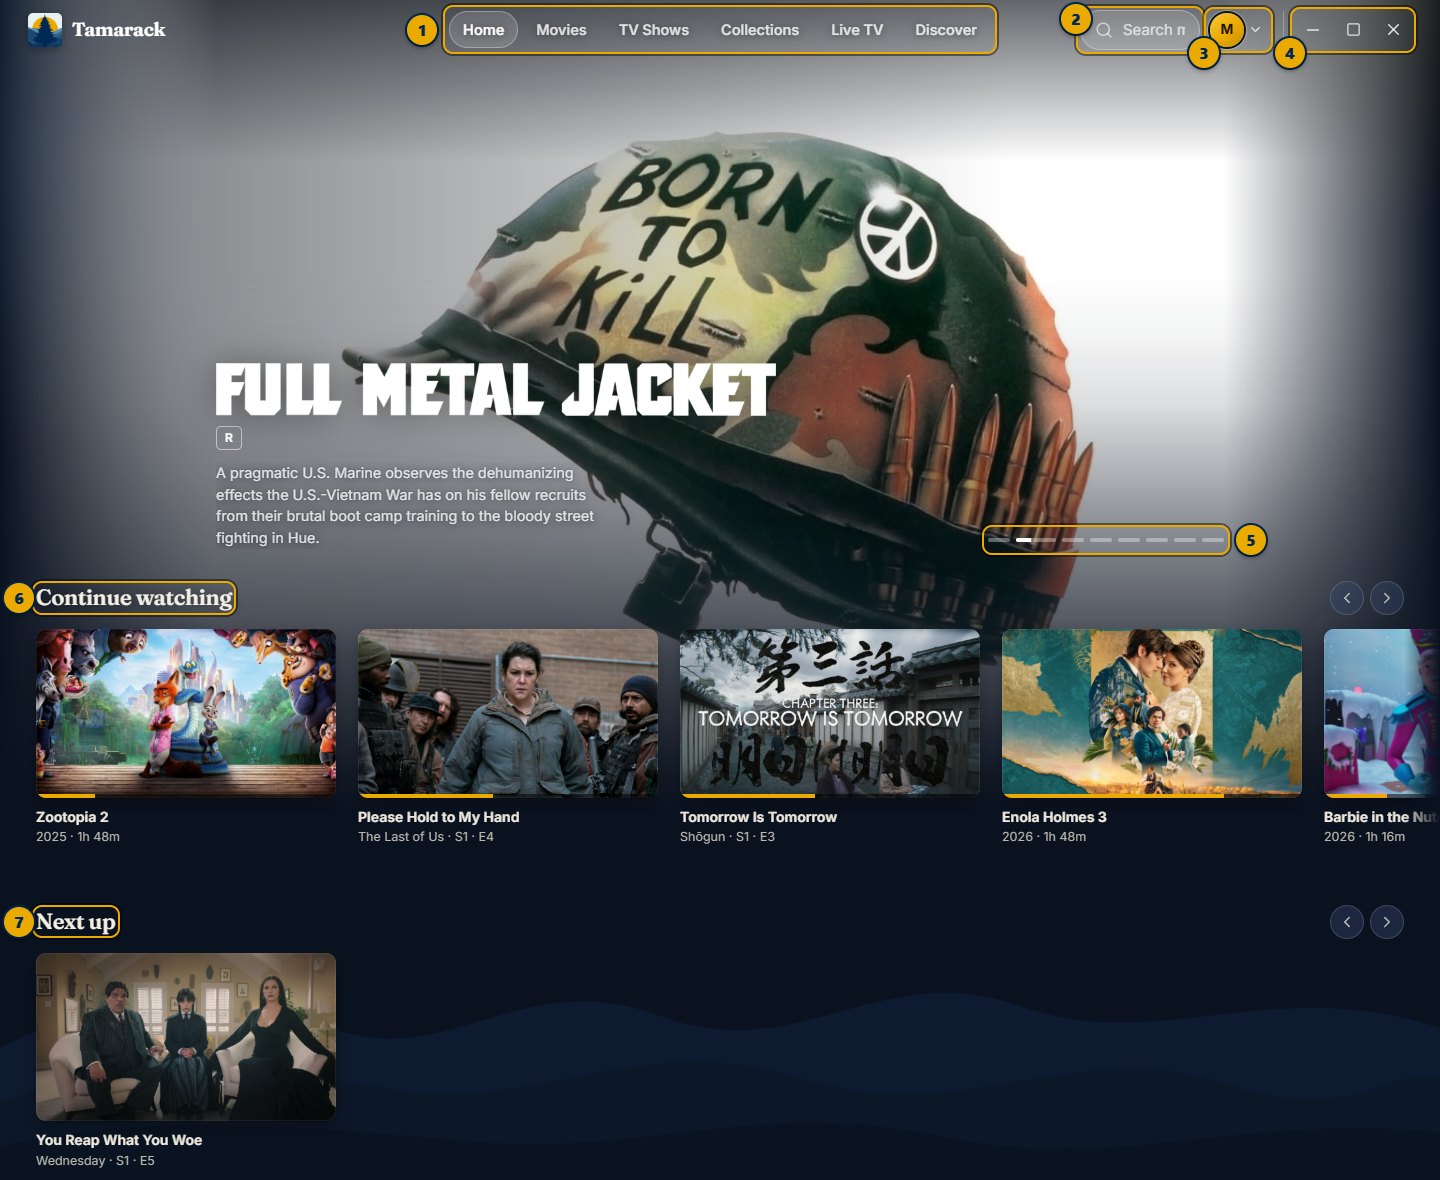 Tamarack
1
Home
Movies
TV Shows
Collections
Live TV
Discover
2
Search m
3
M
4
BORN
TO
KILL
FULL METAL JACKET
R
A pragmatic U.S. Marine observes the dehumanizing
effects the U.S.-Vietnam War has on his fellow recruits
from their brutal boot camp training to the bloody street
fighting in Hue.
5
6
Continue watching
第三話
CHAPTER THREE:
TOMORROW IS TOMORROW
Zootopia 2
2025 · 1h 48m
Please Hold to My Hand
The Last of Us · S1 · E4
Tomorrow Is Tomorrow
Shōgun · S1 · E3
Enola Holmes 3
2026 · 1h 48m
Barbie in the Nut
2026 · 1h 16m
7
Next up
You Reap What You Woe
Wednesday · S1 · E5